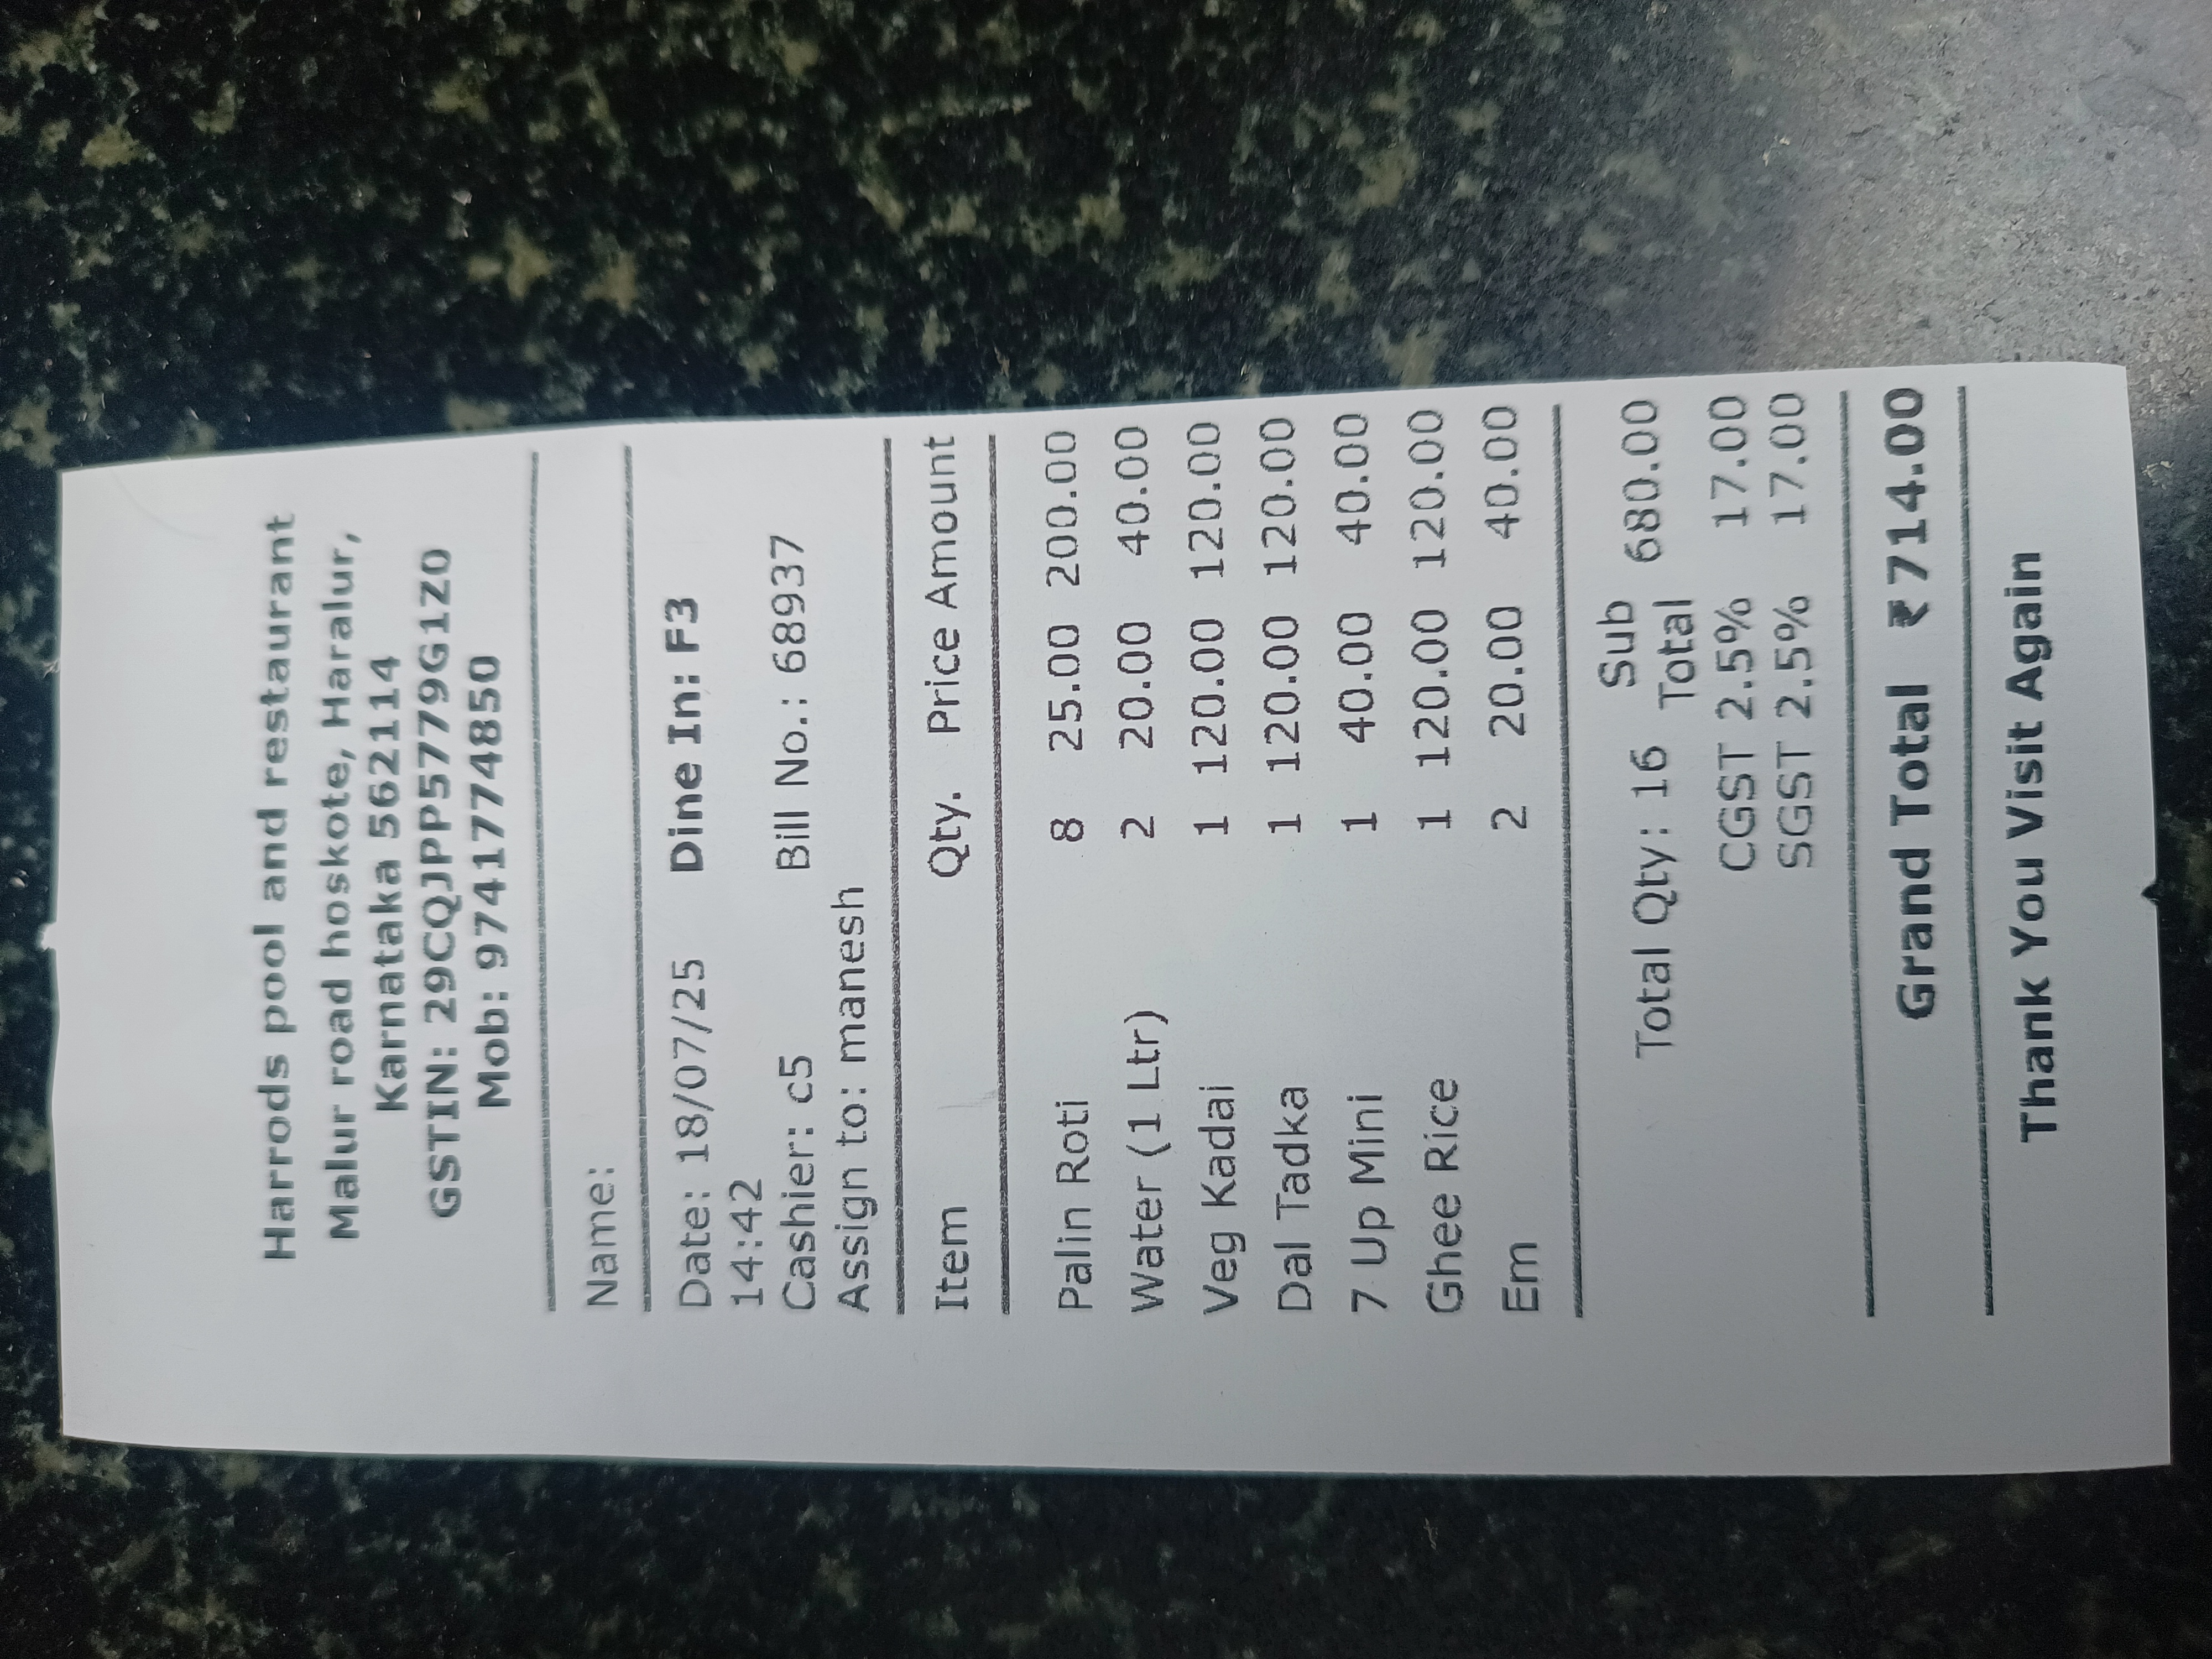 Harrods pool and restaurant
Malur road hoskote, Haralur,
Karnataka 562114
GSTIN: 29CQJPP5779G1Z0
Mob: 9741774850
Name:
Date: 18/07/25 Dine In: F3
14:42
Cashier: c5 Bill No.: 68937
Assign to: manesh
Item Qty. Price Amount
Palin Roti 8 25.00 200.00
Water (1 Ltr) 2 20.00 40.00
Veg Kadai 1 120.00 120.00
Dal Tadka 1 120.00 120.00
7 Up Mini 1 40.00 40.00
Ghee Rice 1 120.00 120.00
Em 2 20.00 40.00
Total Qty: 16 Sub Total 680.00
CGST 2.5% 17.00
SGST 2.5% 17.00
Grand Total ₹714.00
Thank You Visit Again